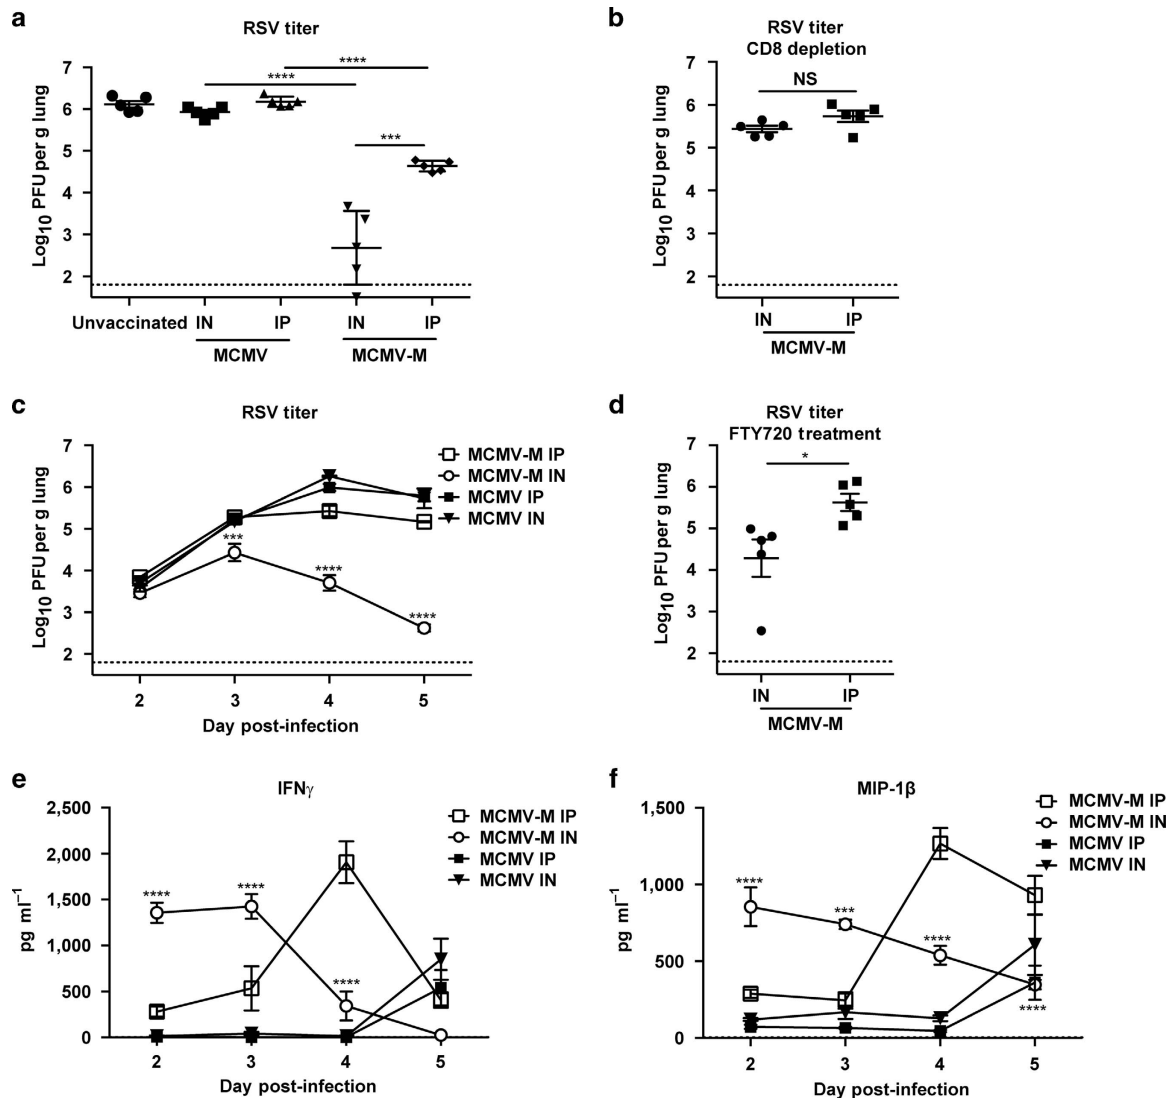 a
RSV titer
Log10 PFU per g lung
7
6
5
4
3
2
****
****
***
Unvaccinated IN IP IN IP
MCMV MCMV-M
b
RSV titer
CD8 depletion
Log10 PFU per g lung
7
6
5
4
3
2
NS
IN IP
MCMV-M
c
RSV titer
Log10 PFU per g lung
7
6
5
4
3
2
MCMV-M IP
MCMV-M IN
MCMV IP
MCMV IN
***
****
****
2 3 4 5
Day post-infection
d
RSV titer
FTY720 treatment
Log10 PFU per g lung
7
6
5
4
3
2
*
IN IP
MCMV-M
e
IFNγ
pg ml−1
2,500
2,000
1,500
1,000
500
0
MCMV-M IP
MCMV-M IN
MCMV IP
MCMV IN
****
****
****
2 3 4 5
Day post-infection
f
MIP-1β
pg ml−1
1,500
1,000
500
0
MCMV-M IP
MCMV-M IN
MCMV IP
MCMV IN
****
***
****
****
2 3 4 5
Day post-infection